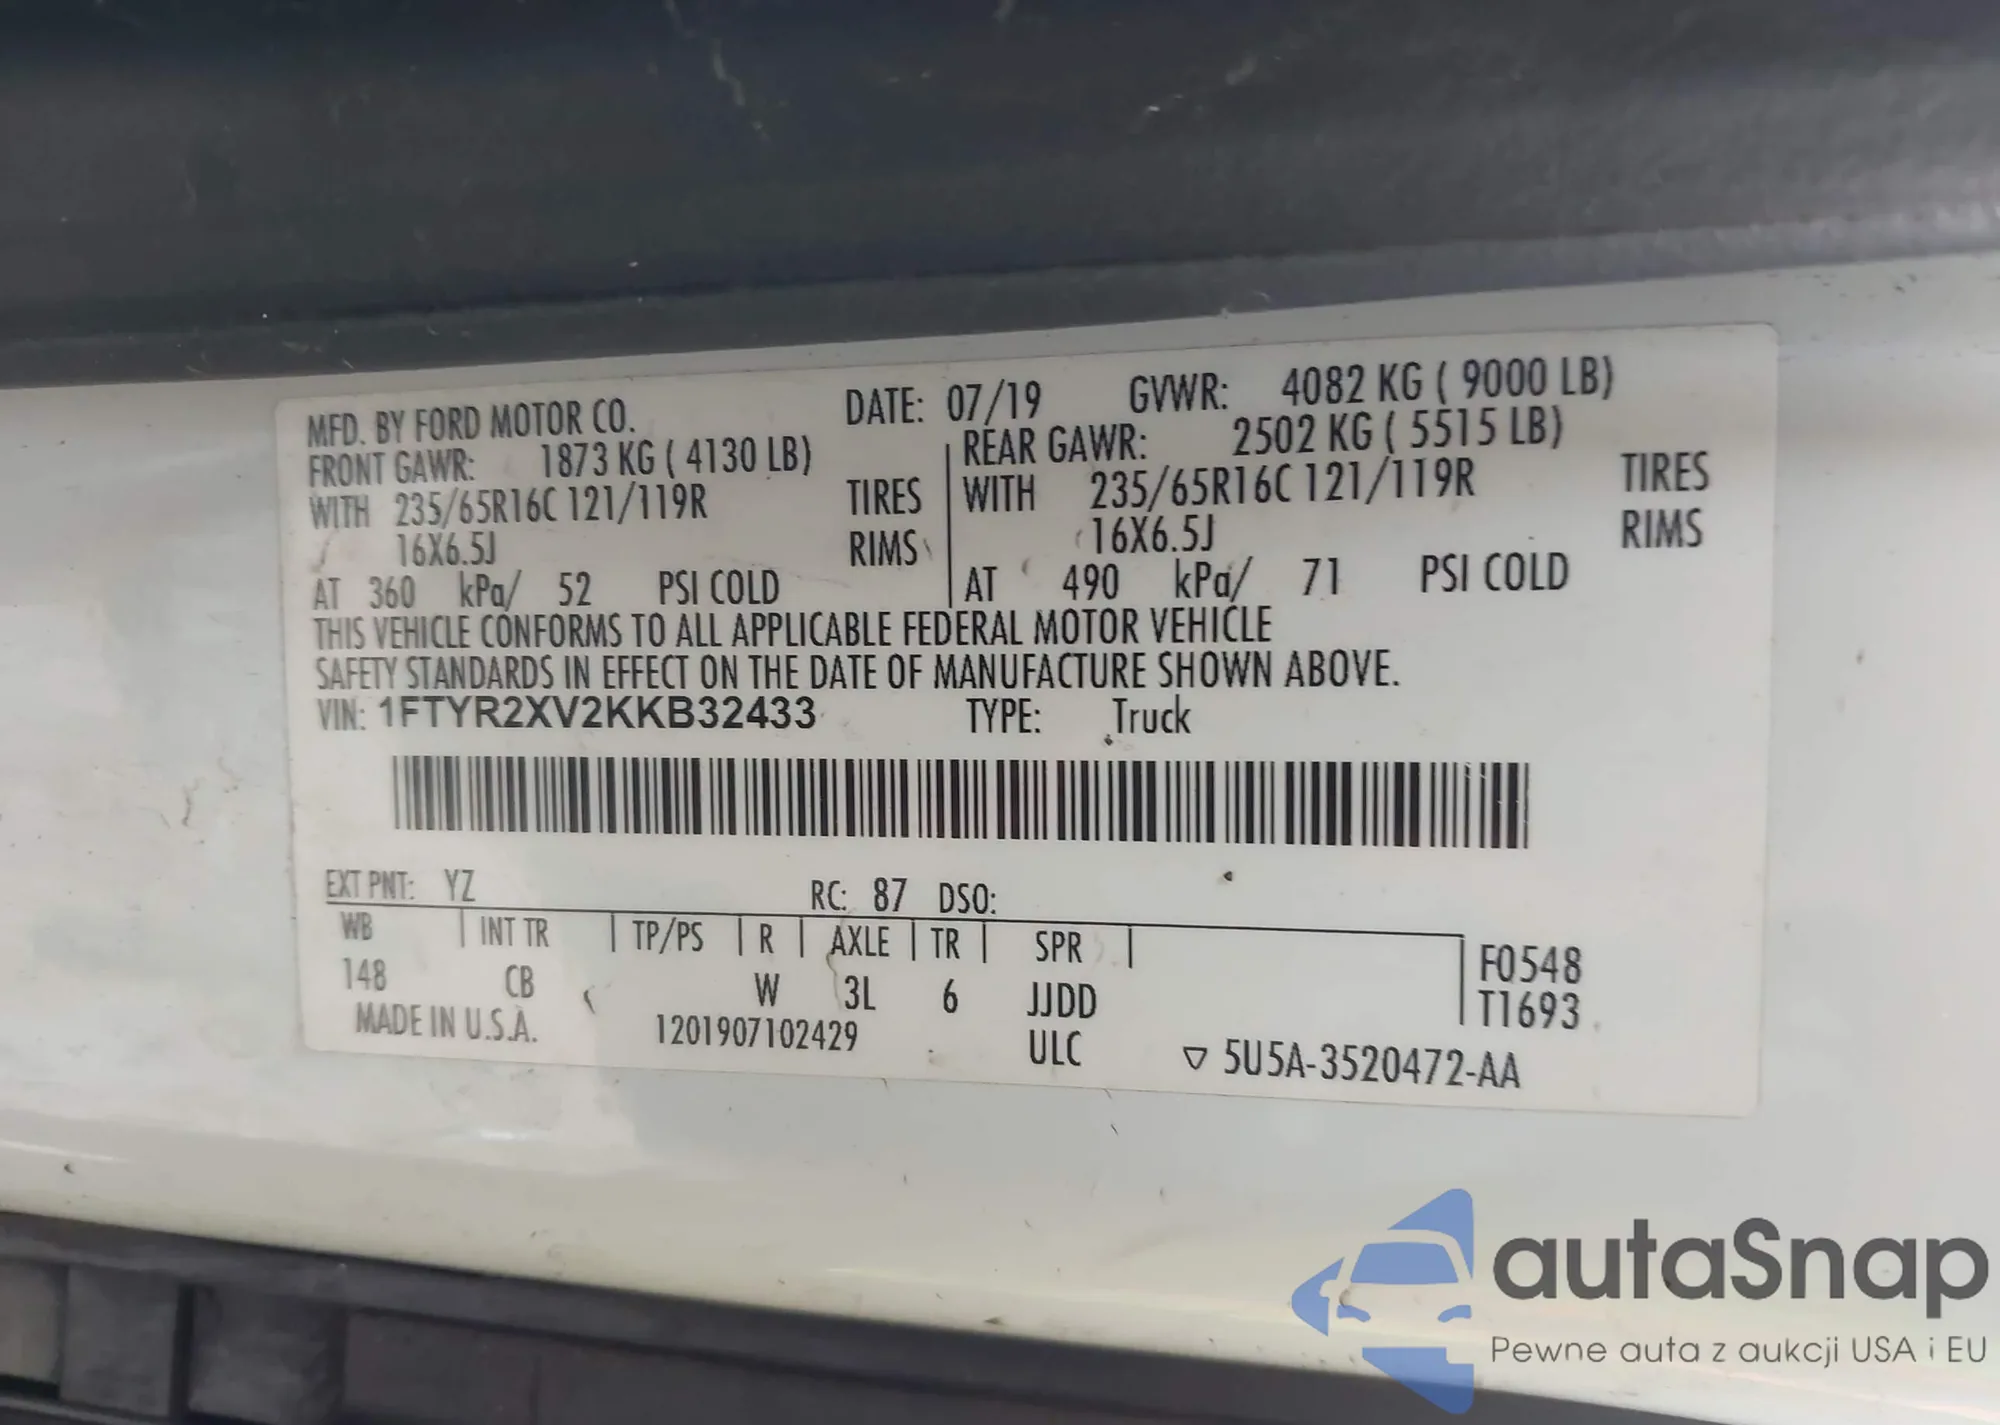 MFD. BY FORD MOTOR CO. DATE: 07/19 GVWR: 4082 KG ( 9000 LB)
FRONT GAWR: 1873 KG ( 4130 LB) REAR GAWR: 2502 KG ( 5515 LB)
WITH 235/65R16C 121/119R TIRES WITH 235/65R16C 121/119R TIRES
16X6.5J RIMS 16X6.5J RIMS
AT 360 kPa/ 52 PSI COLD AT 490 kPa/ 71 PSI COLD
THIS VEHICLE CONFORMS TO ALL APPLICABLE FEDERAL MOTOR VEHICLE
SAFETY STANDARDS IN EFFECT ON THE DATE OF MANUFACTURE SHOWN ABOVE.
VIN: 1FTYR2XV2KKB32433 TYPE: Truck
EXT PNT: YZ RC: 87 DSO:
WB INT TR TP/PS R AXLE TR SPR F0548
148 CB W 3L 6 JJDD T1693
MADE IN U.S.A. 1201907102429 ULC ▽ 5U5A-3520472-AA
autaSnap
Pewne auta z aukcji USA i EU